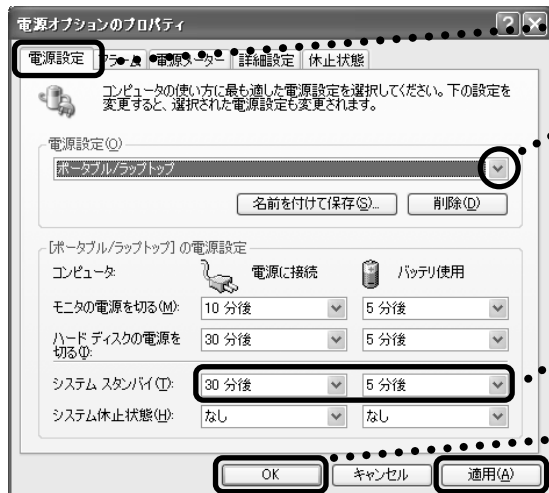 電源オプションのプロパティ
電源設定 アラーム 電源メーター 詳細設定 休止状態
コンピュータの使い方に最も適した電源設定を選択してください。下の設定を
変更すると、選択された電源設定も変更されます。
電源設定(O)
ポータブル/ラップトップ
名前を付けて保存(S)... 削除(D)
[ポータブル/ラップトップ] の電源設定
コンピュータ: 電源に接続 バッテリ使用
モニタの電源を切る(M): 10 分後 5 分後
ハード ディスクの電源を
切る(I): 30 分後 5 分後
システム スタンバイ(T): 30 分後 5 分後
システム休止状態(H): なし なし
OK キャンセル 適用(A)